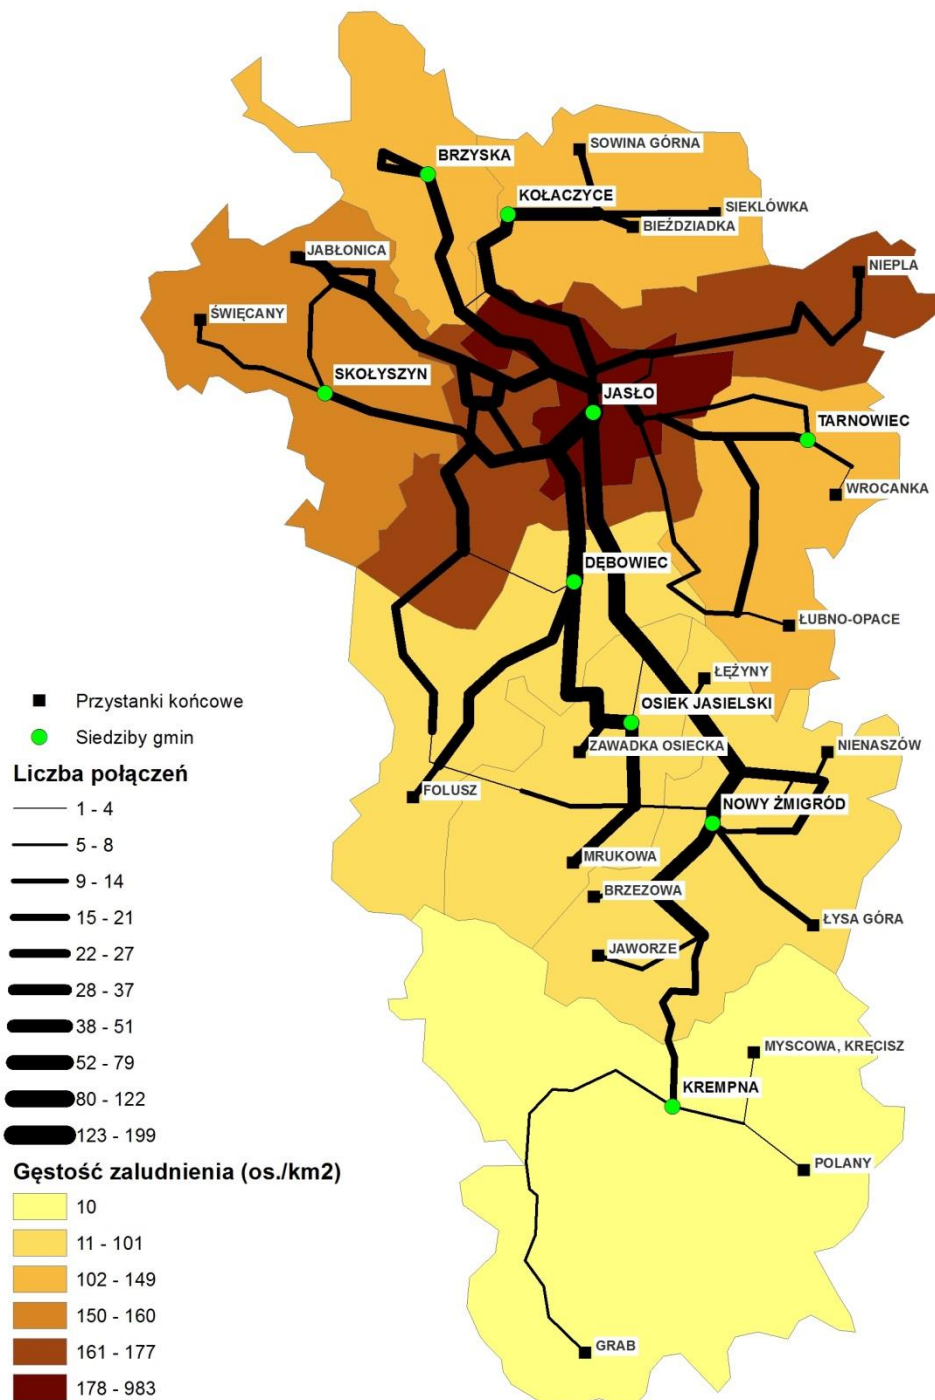 SOWINA GÓRNA
BRZYSKA
KOŁACZYCE
SIEKLÓWKA
BIEŹDZIADKA
JABŁONICA
NIEPLA
ŚWIĘCANY
SKOŁYSZYN
JASŁO
TARNOWIEC
WROCANKA
DĘBOWIEC
ŁUBNO-OPACE
ŁĘŻYNY
OSIEK JASIELSKI
ZAWADKA OSIECKA
NIENASZÓW
FOLUSZ
NOWY ŻMIGRÓD
MRUKOWA
BRZEZOWA
ŁYSA GÓRA
JAWORZE
MYSCOWA, KRĘCISZ
KREMPNA
POLANY
GRAB
Przystanki końcowe
Siedziby gmin
Liczba połączeń
1 - 4
5 - 8
9 - 14
15 - 21
22 - 27
28 - 37
38 - 51
52 - 79
80 - 122
123 - 199
Gęstość zaludnienia (os./km2)
10
11 - 101
102 - 149
150 - 160
161 - 177
178 - 983